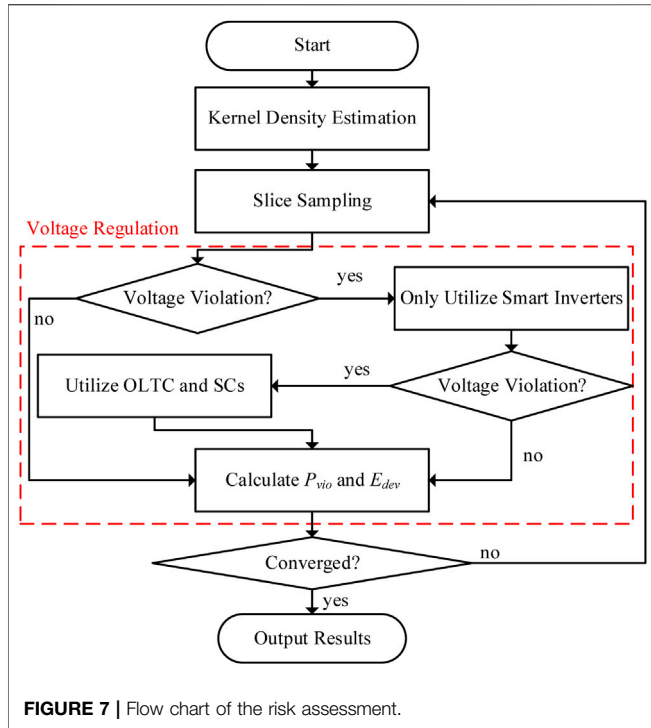 Start
Kernel Density Estimation
Slice Sampling
Voltage Regulation
Voltage Violation?
yes
Only Utilize Smart Inverters
no
Utilize OLTC and SCs
yes
Voltage Violation?
no
Calculate P_vio and E_dev
Converged?
no
yes
Output Results
FIGURE 7 | Flow chart of the risk assessment.